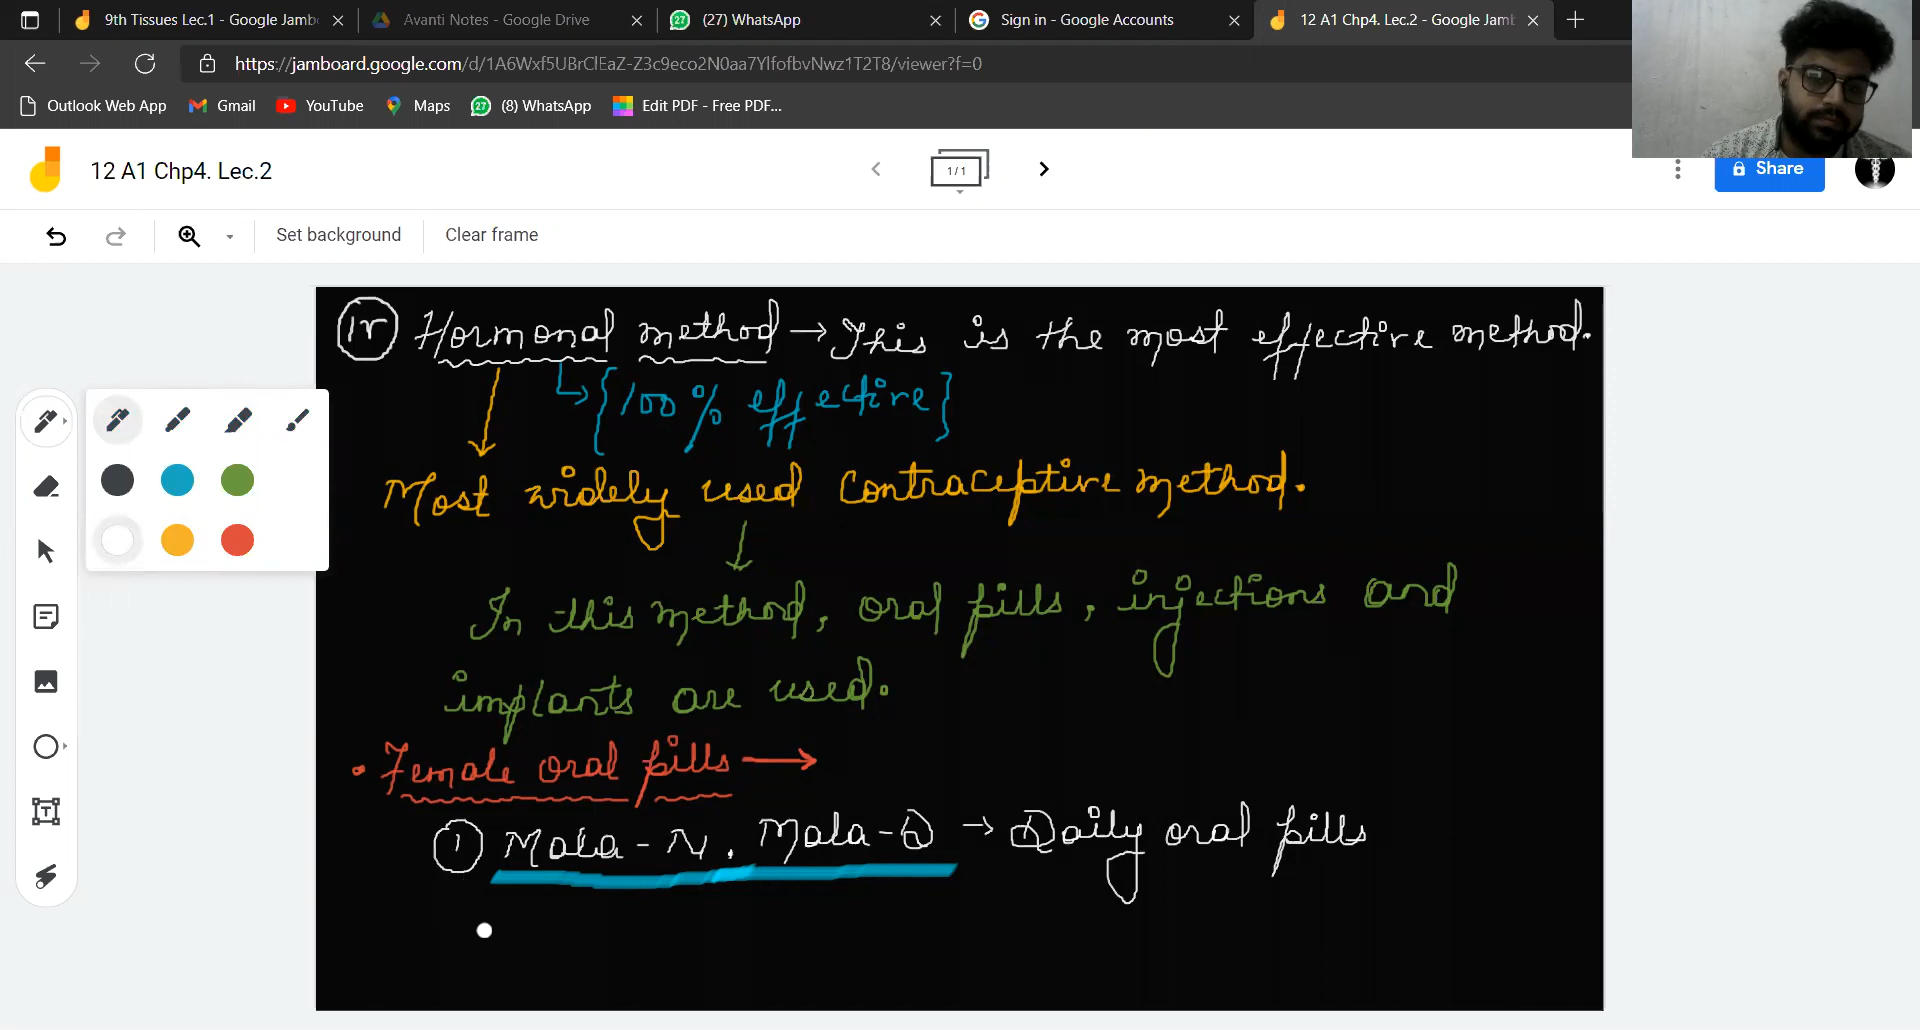 9th Tissues Lec.1 - Google Jamb
Avanti Notes - Google Drive
(27) WhatsApp
Sign in - Google Accounts
12 A1 Chp4. Lec.2 - Google Jamb
https://jamboard.google.com/d/1A6Wxf5UBrClEaZ-Z3c9eco2N0aa7YlfofbvNwz1T2T8/viewer?f=0
Outlook Web App
Gmail
YouTube
Maps
27
(8) WhatsApp
Edit PDF - Free PDF...
12 A1 Chp4. Lec.2
1/1
Share
Set background
Clear frame
iv Hormonal method → This is the most effective method.
{100% effective}
Most widely used contraceptive method.
In this method, oral pills, injections and
implants are used.
• Female oral pills →
1 Mala-N, Mala-D → Daily oral pills